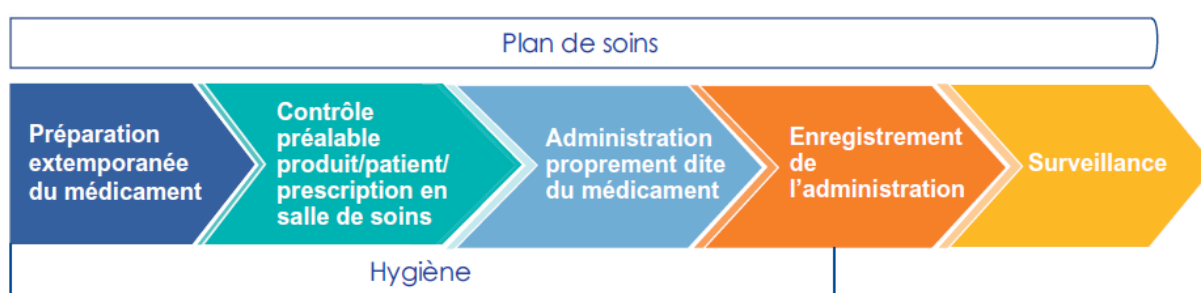 Plan de soins
Préparation
extemporanée
du médicament
Contrôle
préalable
produit/patient/
prescription en
salle de soins
Administration
proprement dite
du médicament
Enregistrement
de
l’administration
Surveillance
Hygiène